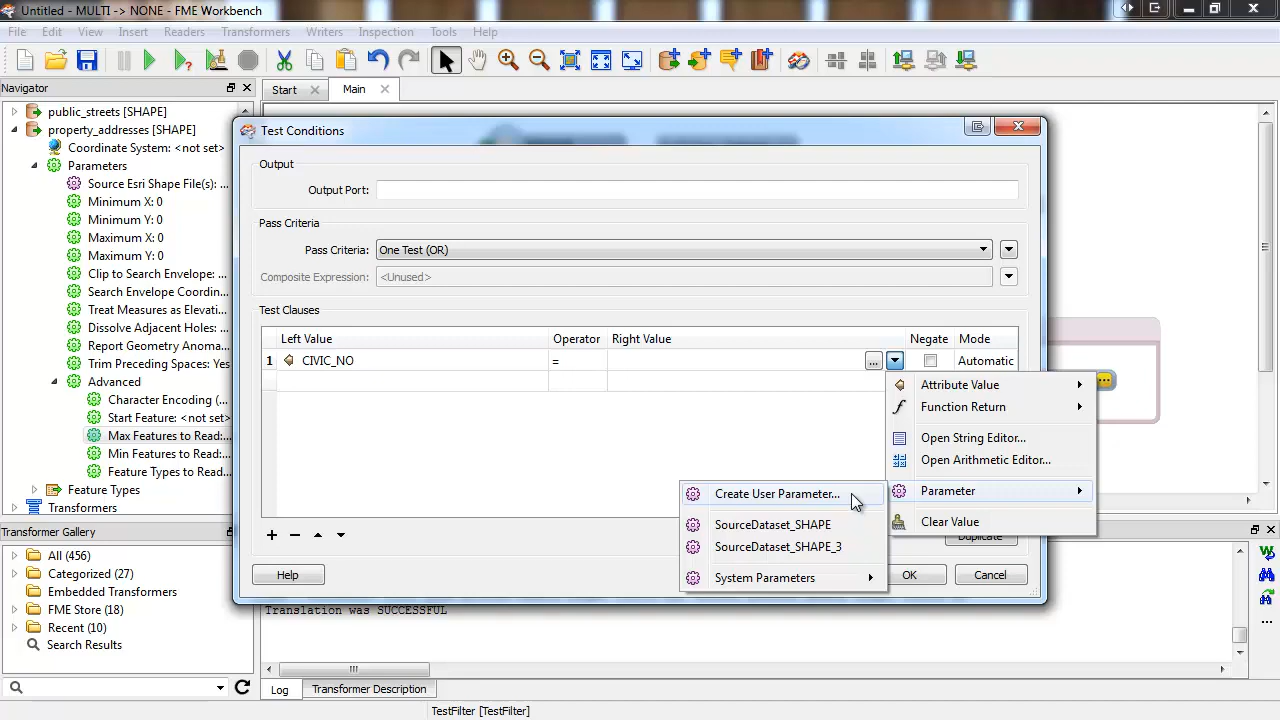 Untitled - MULTI -> NONE - FME Workbench
File Edit View Insert Readers Transformers Writers Inspection Tools Help
Navigator
Start
Main
public_streets [SHAPE]
property_addresses [SHAPE]
Coordinate System: <not set>
Parameters
Source Esri Shape File(s): ...
Minimum X: 0
Minimum Y: 0
Maximum X: 0
Maximum Y: 0
Clip to Search Envelope: ...
Search Envelope Coordin...
Treat Measures as Elevati...
Dissolve Adjacent Holes: ...
Report Geometry Anoma...
Trim Preceding Spaces: ...
Advanced
Character Encoding (...
Start Feature: <not set>
Max Features to Read:...
Min Features to Read:...
Feature Types to Read...
Feature Types
Transformers
Transformer Gallery
All (456)
Categorized (27)
Embedded Transformers
FME Store (18)
Recent (10)
Search Results
Test Conditions
Output
Output Port:
Pass Criteria
Pass Criteria: One Test (OR)
Composite Expression: <Unused>
Test Clauses
Left Value Operator Right Value Negate Mode
1 CIVIC_NO = ... Automatic
Attribute Value
Function Return
Open String Editor...
Open Arithmetic Editor...
Parameter
Clear Value
Create User Parameter...
SourceDataset_SHAPE
SourceDataset_SHAPE_3
System Parameters
Duplicate
Help OK Cancel
Translation was SUCCESSFUL
Log Transformer Description
TestFilter [TestFilter]